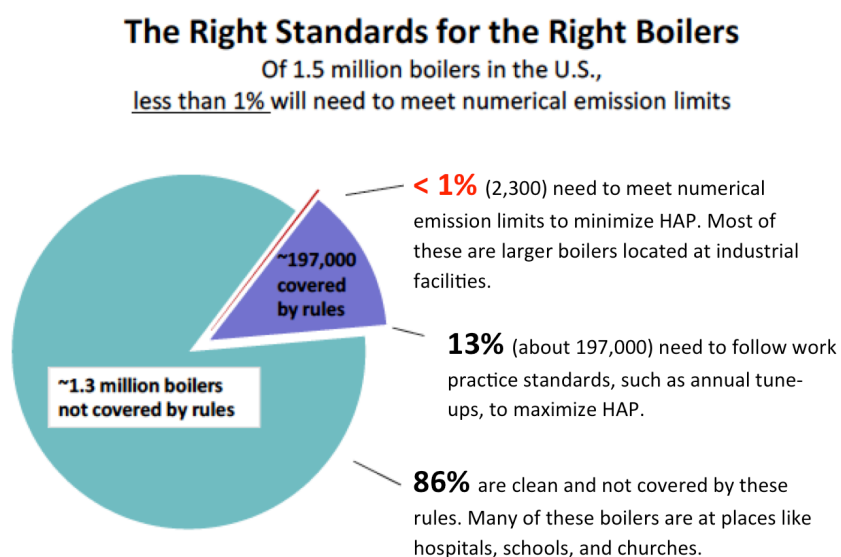 The Right Standards for the Right Boilers
Of 1.5 million boilers in the U.S.,
less than 1% will need to meet numerical emission limits
< 1% (2,300) need to meet numerical
emission limits to minimize HAP. Most of
these are larger boilers located at industrial
facilities.
~197,000
covered
by rules
13% (about 197,000) need to follow work
practice standards, such as annual tune-
ups, to maximize HAP.
~1.3 million boilers
not covered by rules
86% are clean and not covered by these
rules. Many of these boilers are at places like
hospitals, schools, and churches.